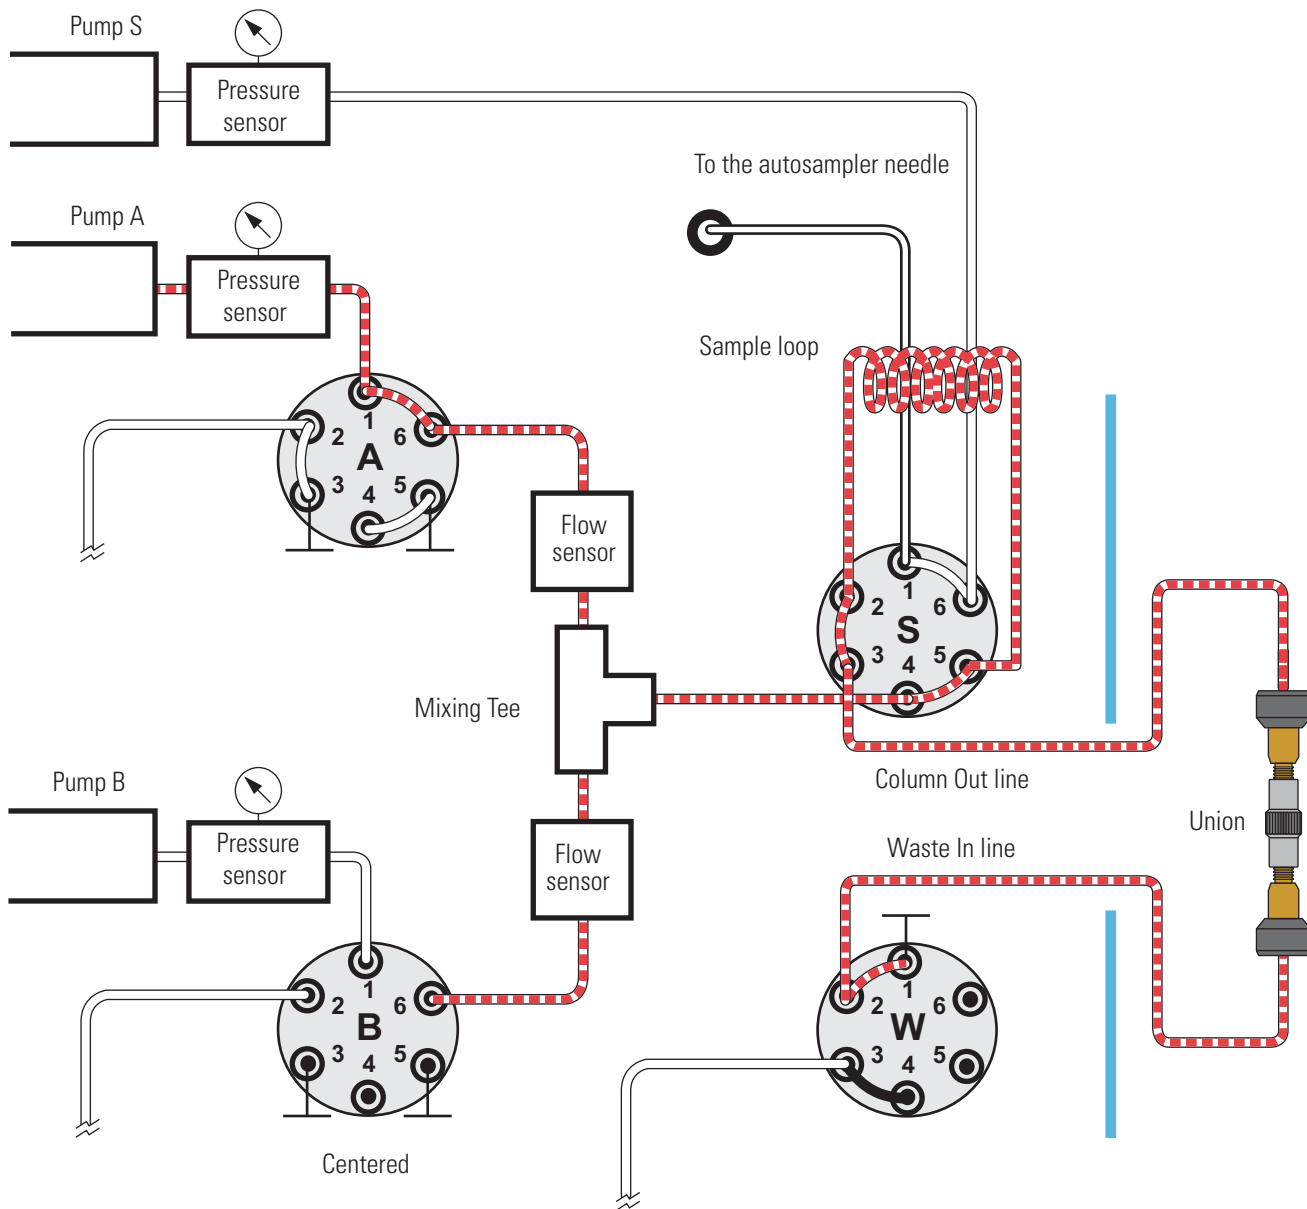 Pump S
Pressure
sensor
To the autosampler needle
Pump A
Pressure
sensor
Sample loop
1
2
6
A
3
5
4
Flow
sensor
1
2
6
S
3
5
4
Mixing Tee
Column Out line
Pump B
Pressure
sensor
Flow
sensor
Union
Waste In line
1
2
6
B
3
5
4
1
2
6
W
3
5
4
Centered